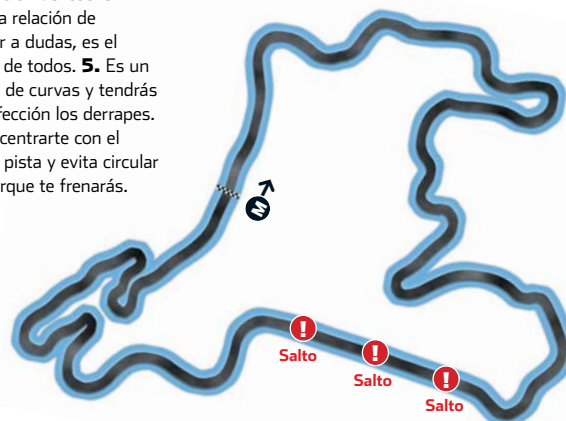 a relación de
r a dudas, es el
de todos. 5. Es un
de curvas y tendrás
fección los derrapes.
centrarte con el
pista y evita circular
rque te frenarás.
M
!
Salto
!
Salto
!
Salto